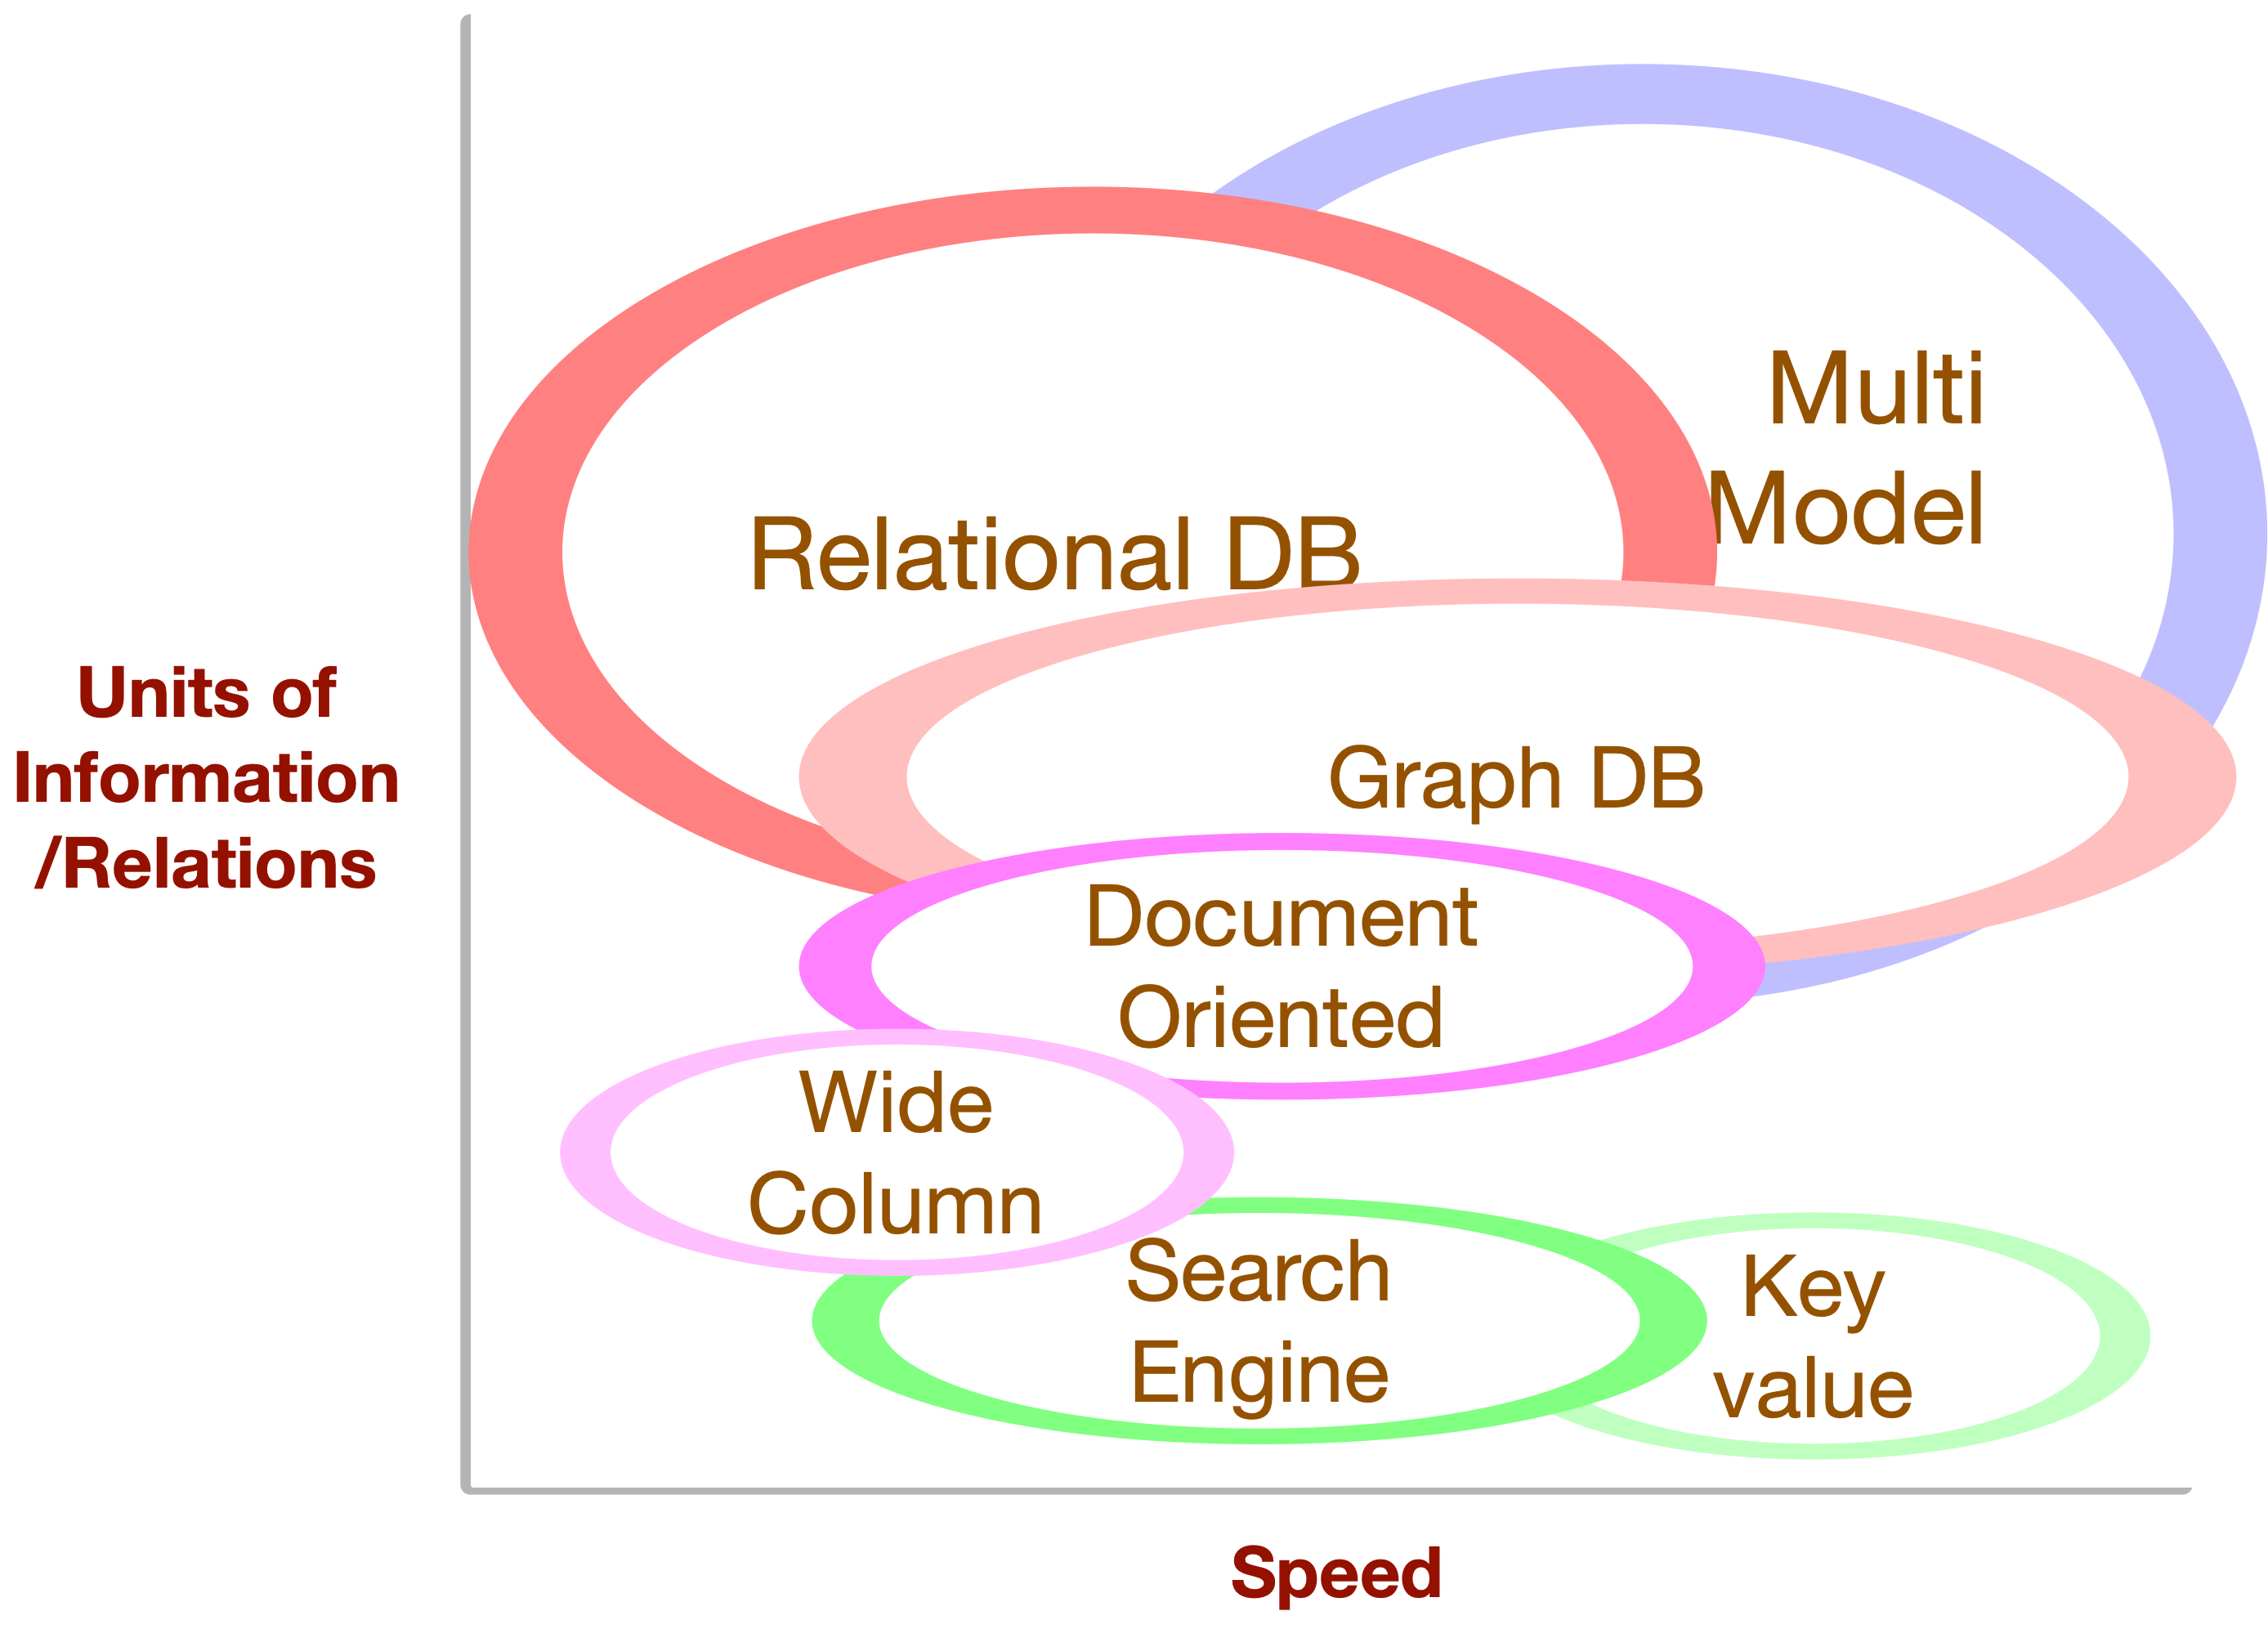 Multi
Model
Relational DB
Units of
Information
/Relations
Graph DB
Document
Oriented
Wide
Column
Search
Engine
Key
value
Speed